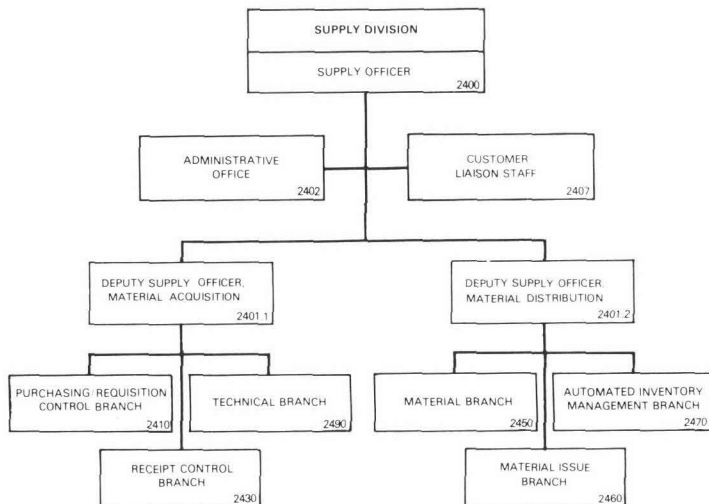 SUPPLY DIVISION
SUPPLY OFFICER
2400
ADMINISTRATIVE
OFFICE
2402
CUSTOMER
LIAISON STAFF
2407
DEPUTY SUPPLY OFFICER,
MATERIAL ACQUISITION
2401.1
DEPUTY SUPPLY OFFICER,
MATERIAL DISTRIBUTION
2401.2
PURCHASING/REQUISITION
CONTROL BRANCH
2410
TECHNICAL BRANCH
2490
MATERIAL BRANCH
2450
AUTOMATED INVENTORY
MANAGEMENT BRANCH
2470
RECEIPT CONTROL
BRANCH
2430
MATERIAL ISSUE
BRANCH
2460